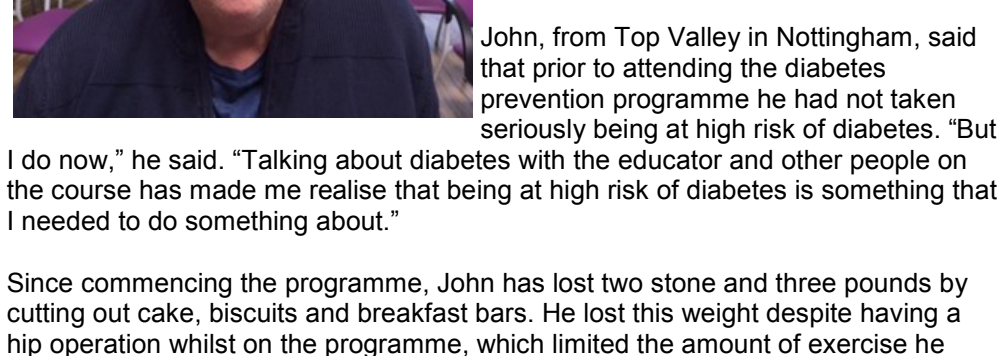 John, from Top Valley in Nottingham, said
that prior to attending the diabetes
prevention programme he had not taken
seriously being at high risk of diabetes. “But
I do now,” he said. “Talking about diabetes with the educator and other people on
the course has made me realise that being at high risk of diabetes is something that
I needed to do something about.”
Since commencing the programme, John has lost two stone and three pounds by
cutting out cake, biscuits and breakfast bars. He lost this weight despite having a
hip operation whilst on the programme, which limited the amount of exercise he